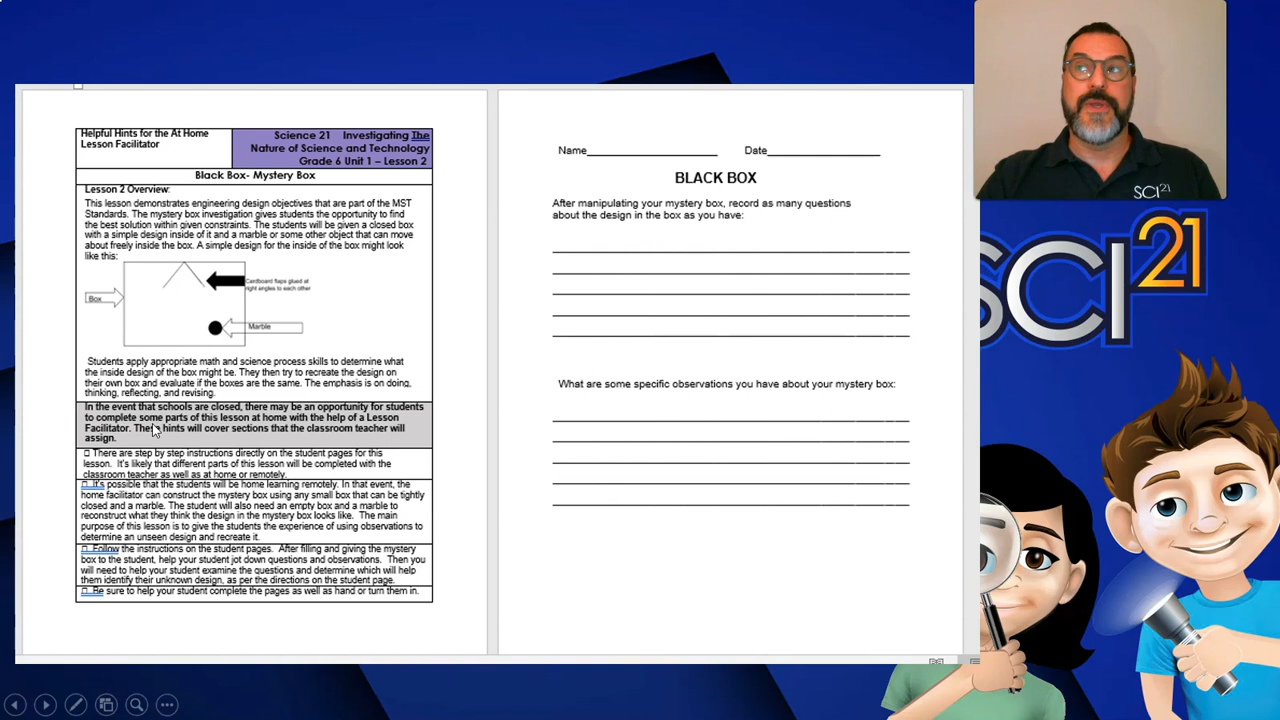 Helpful Hints for the At Home
Lesson Facilitator
Science 21 Investigating The
Nature of Science and Technology
Grade 6 Unit 1 – Lesson 2
Black Box- Mystery Box
Lesson 2 Overview:
This lesson demonstrates engineering design objectives that are part of the MST
Standards. The mystery box investigation gives students the opportunity to find
the best solution within given constraints. The students will be given a closed box
with a simple design inside of it and a marble or some other object that can move
about freely inside the box. A simple design for the inside of the box might look
like this:
Cardboard flaps glued at
right angles to each other
Box
Marble
Students apply appropriate math and science process skills to determine what
the inside design of the box might be. They then try to recreate the design on
their own box and evaluate if the boxes are the same. The emphasis is on doing,
thinking, reflecting, and revising.
In the event that schools are closed, there may be an opportunity for students
to complete some parts of this lesson at home with the help of a Lesson
Facilitator. These hints will cover sections that the classroom teacher will
assign.
There are step by step instructions directly on the student pages for this
lesson. It's likely that different parts of this lesson will be completed with the
classroom teacher as well as at home or remotely.
It's possible that the students will be home learning remotely. In that event, the
home facilitator can construct the mystery box using any small box that can be tightly
closed and a marble. The student will also need an empty box and a marble to
reconstruct what they think the design in the mystery box looks like. The main
purpose of this lesson is to give the students the experience of using observations to
determine an unseen design and recreate it.
Follow the instructions on the student pages. After filling and giving the mystery
box to the student, help your student jot down questions and observations. Then you
will need to help your student examine the questions and determine which will help
them identify their unknown design, as per the directions on the student page.
Be sure to help your student complete the pages as well as hand or turn them in.
Name Date
BLACK BOX
After manipulating your mystery box, record as many questions
about the design in the box as you have:
What are some specific observations you have about your mystery box:
SCI21
SCI21